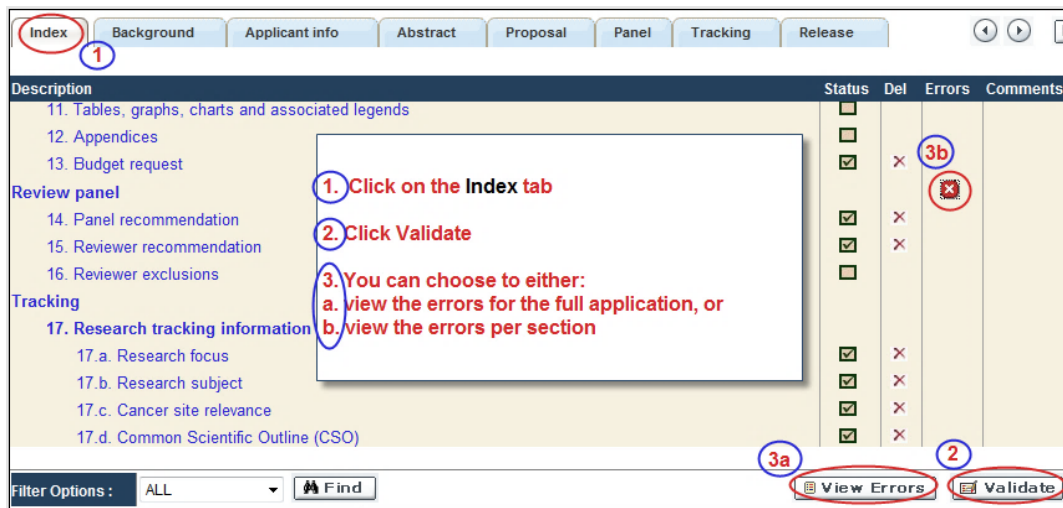 Index Background Applicant info Abstract Proposal Panel Tracking Release
1
Description Status Del Errors Comments
11. Tables, graphs, charts and associated legends
12. Appendices
13. Budget request
3b
Review panel
14. Panel recommendation
15. Reviewer recommendation
16. Reviewer exclusions
Tracking
17. Research tracking information
17.a. Research focus
17.b. Research subject
17.c. Cancer site relevance
17.d. Common Scientific Outline (CSO)
1. Click on the Index tab
2. Click Validate
3. You can choose to either:
a. view the errors for the full application, or
b. view the errors per section
3a
2
Filter Options : ALL Find View Errors Validate